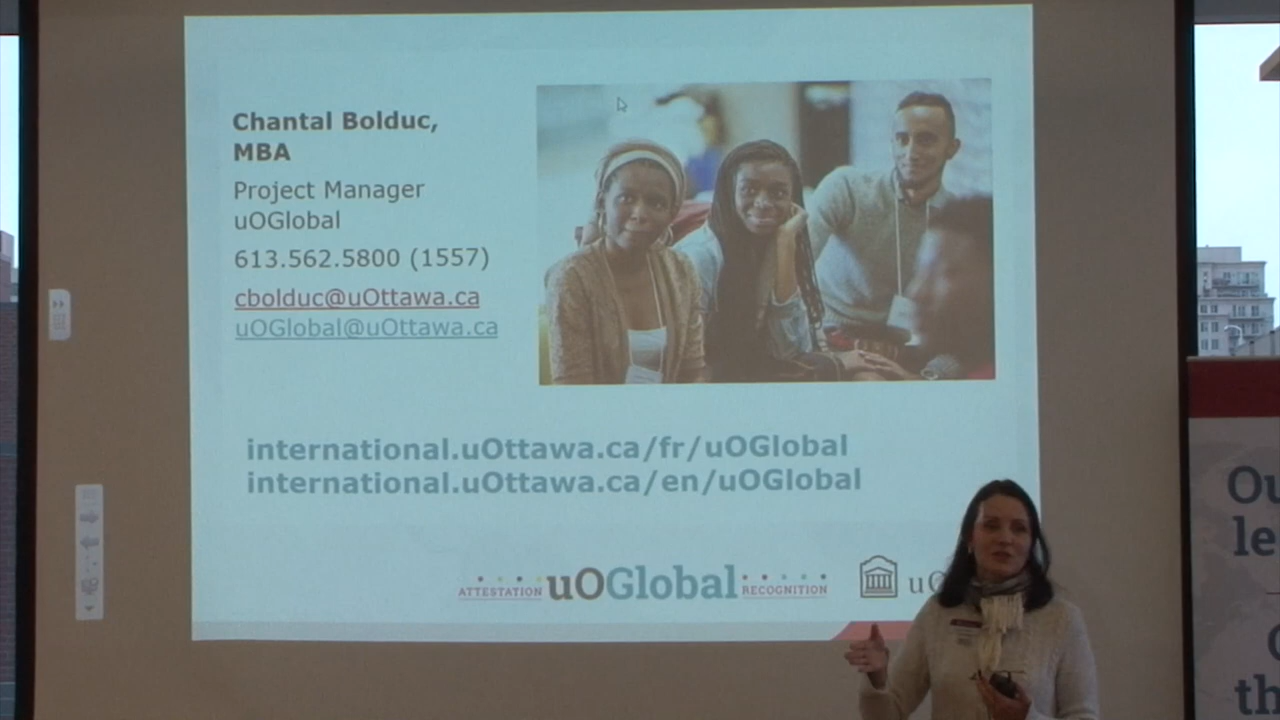 Chantal Bolduc,
MBA
Project Manager
uOGlobal
613.562.5800 (1557)
cbolduc@uOttawa.ca
uOGlobal@uOttawa.ca
international.uOttawa.ca/fr/uOGlobal
international.uOttawa.ca/en/uOGlobal
ATTESTATION uOGlobal RECOGNITION